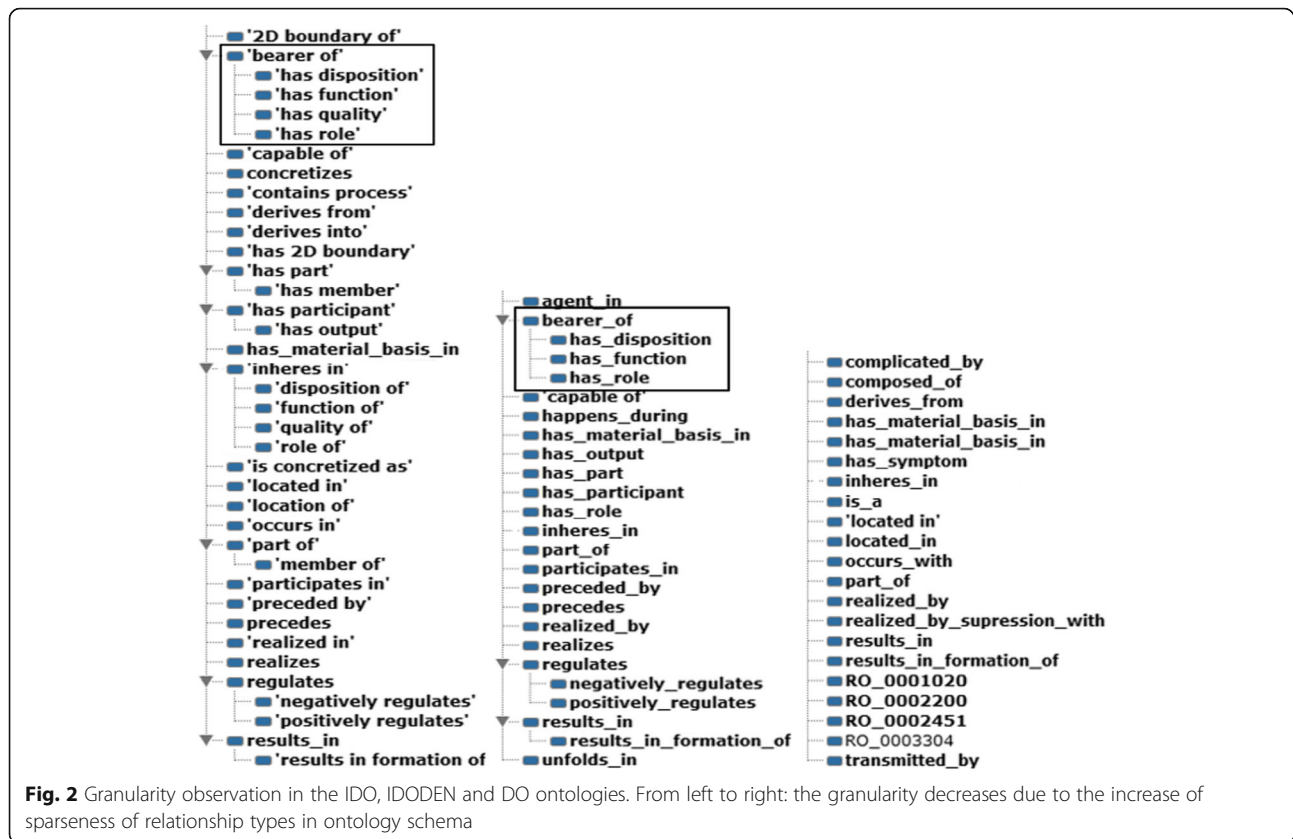 '2D boundary of'
'bearer of'
'has disposition'
'has function'
'has quality'
'has role'
'capable of'
concretizes
'contains process'
'derives from'
'derives into'
'has 2D boundary'
'has part'
'has member'
'has participant'
'has output'
has_material_basis_in
'inheres in'
'disposition of'
'function of'
'quality of'
'role of'
'is concretized as'
'located in'
'location of'
'occurs in'
'part of'
'member of'
'participates in'
'preceded by'
precedes
'realized in'
realizes
regulates
'negatively regulates'
'positively regulates'
results_in
'results in formation of
agent_in
bearer_of
has_disposition
has_function
has_role
'capable of'
happens_during
has_material_basis_in
has_output
has_part
has_participant
has_role
inheres_in
part_of
participates_in
preceded_by
precedes
realized_by
realizes
regulates
negatively_regulates
positively_regulates
results_in
results_in_formation_of
unfolds_in
complicated_by
composed_of
derives_from
has_material_basis_in
has_material_basis_in
has_symptom
inheres_in
is_a
'located in'
located_in
occurs_with
part_of
realized_by
realized_by_supression_with
results_in
results_in_formation_of
RO_0001020
RO_0002200
RO_0002451
RO_0003304
transmitted_by
Fig. 2 Granularity observation in the IDO, IDODEN and DO ontologies. From left to right: the granularity decreases due to the increase of
sparseness of relationship types in ontology schema